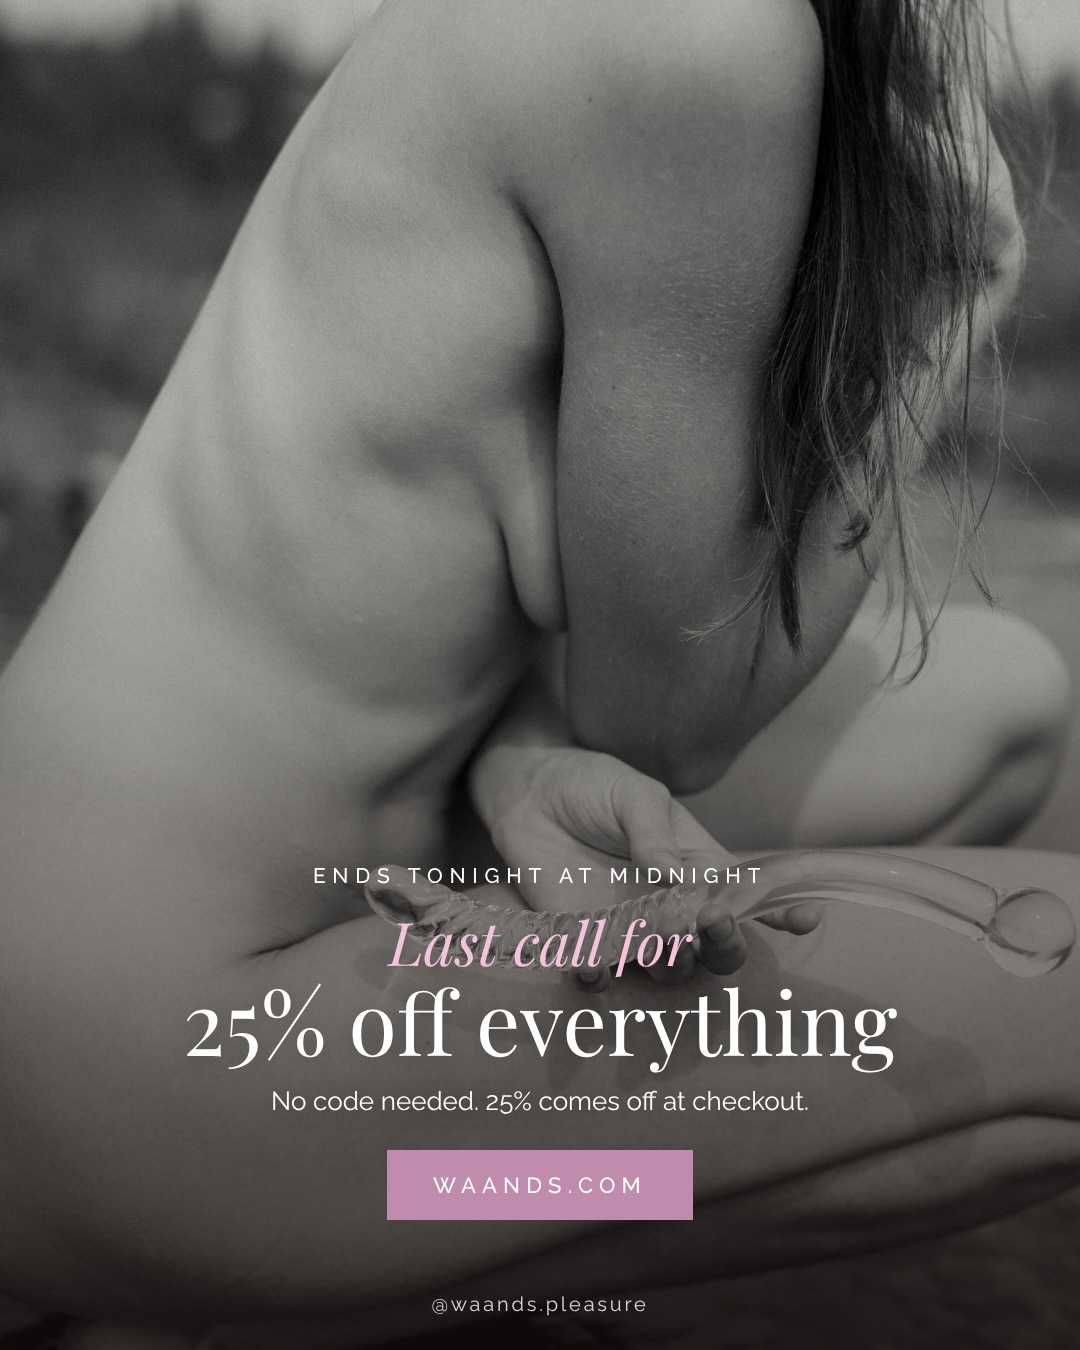 ENDS TONIGHT AT MIDNIGHT
Last call for
25% off everything
No code needed. 25% comes off at checkout.
WAANDS.COM
@waands.pleasure